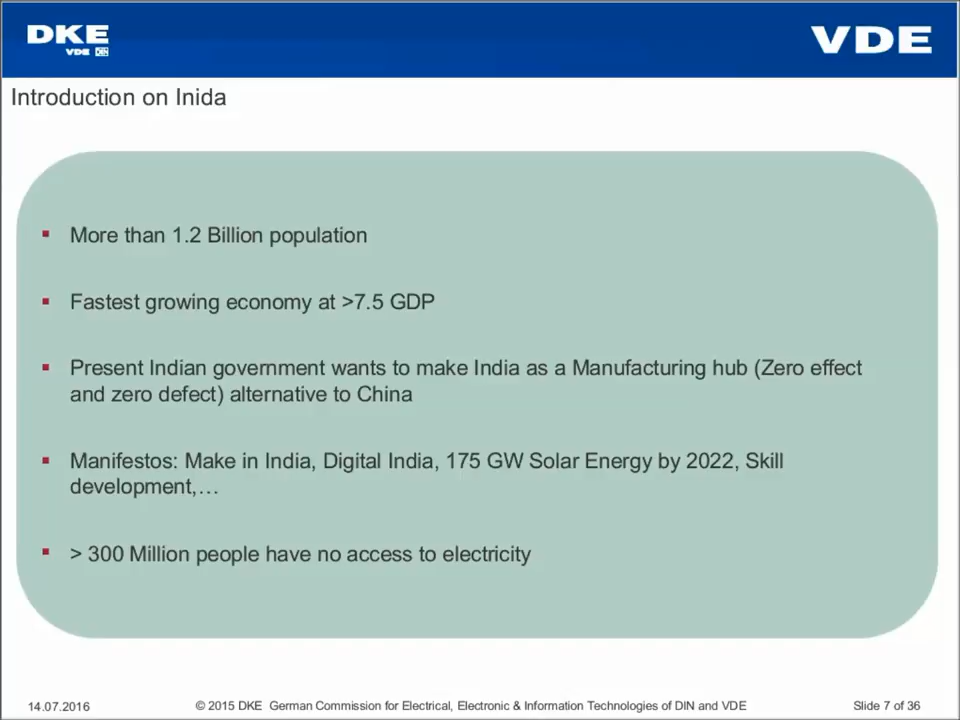 DKE
VDE DIN
VDE
Introduction on Inida
More than 1.2 Billion population
Fastest growing economy at >7.5 GDP
Present Indian government wants to make India as a Manufacturing hub (Zero effect
and zero defect) alternative to China
Manifestos: Make in India, Digital India, 175 GW Solar Energy by 2022, Skill
development,…
> 300 Million people have no access to electricity
14.07.2016
© 2015 DKE German Commission for Electrical, Electronic & Information Technologies of DIN and VDE
Slide 7 of 36